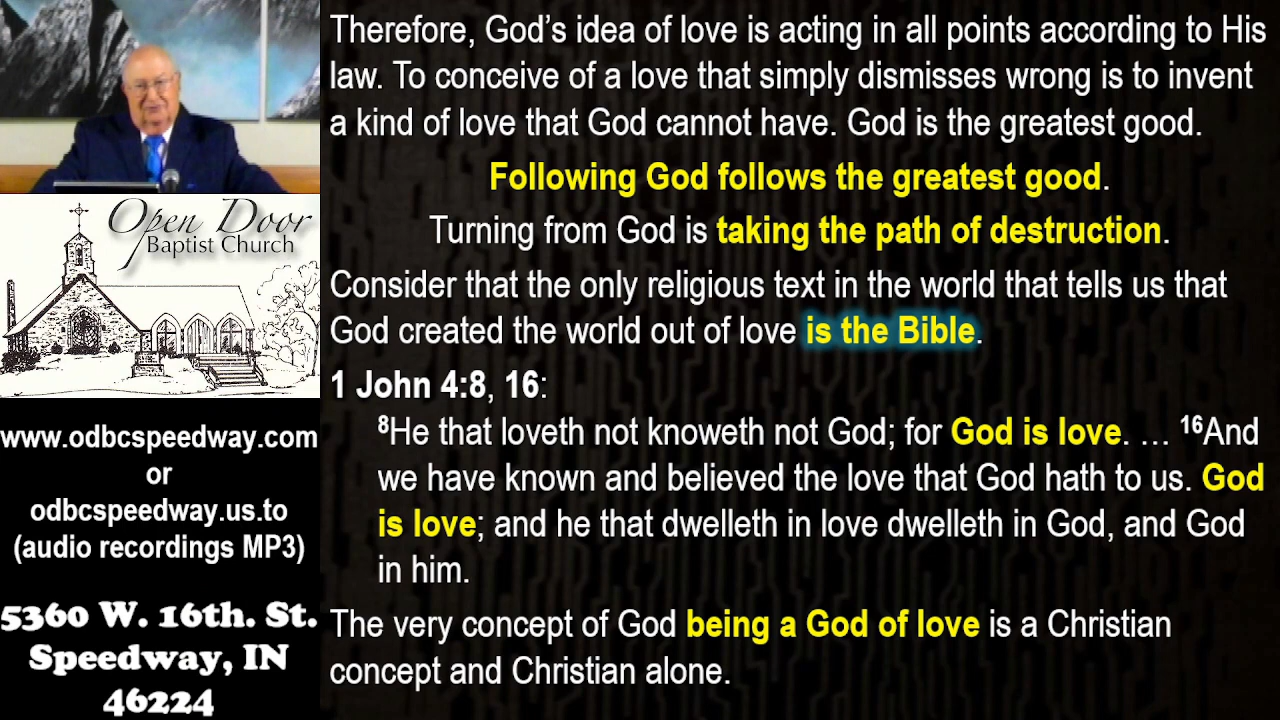 Therefore, God’s idea of love is acting in all points according to His
law. To conceive of a love that simply dismisses wrong is to invent
a kind of love that God cannot have. God is the greatest good.
Following God follows the greatest good.
Turning from God is taking the path of destruction.
Consider that the only religious text in the world that tells us that
God created the world out of love is the Bible.
1 John 4:8, 16:
⁸He that loveth not knoweth not God; for God is love. … ¹⁶And
we have known and believed the love that God hath to us. God
is love; and he that dwelleth in love dwelleth in God, and God
in him.
The very concept of God being a God of love is a Christian
concept and Christian alone.
Open Door
Baptist Church
www.odbcspeedway.com
or
odbcspeedway.us.to
(audio recordings MP3)
5360 W. 16th. St.
Speedway, IN
46224